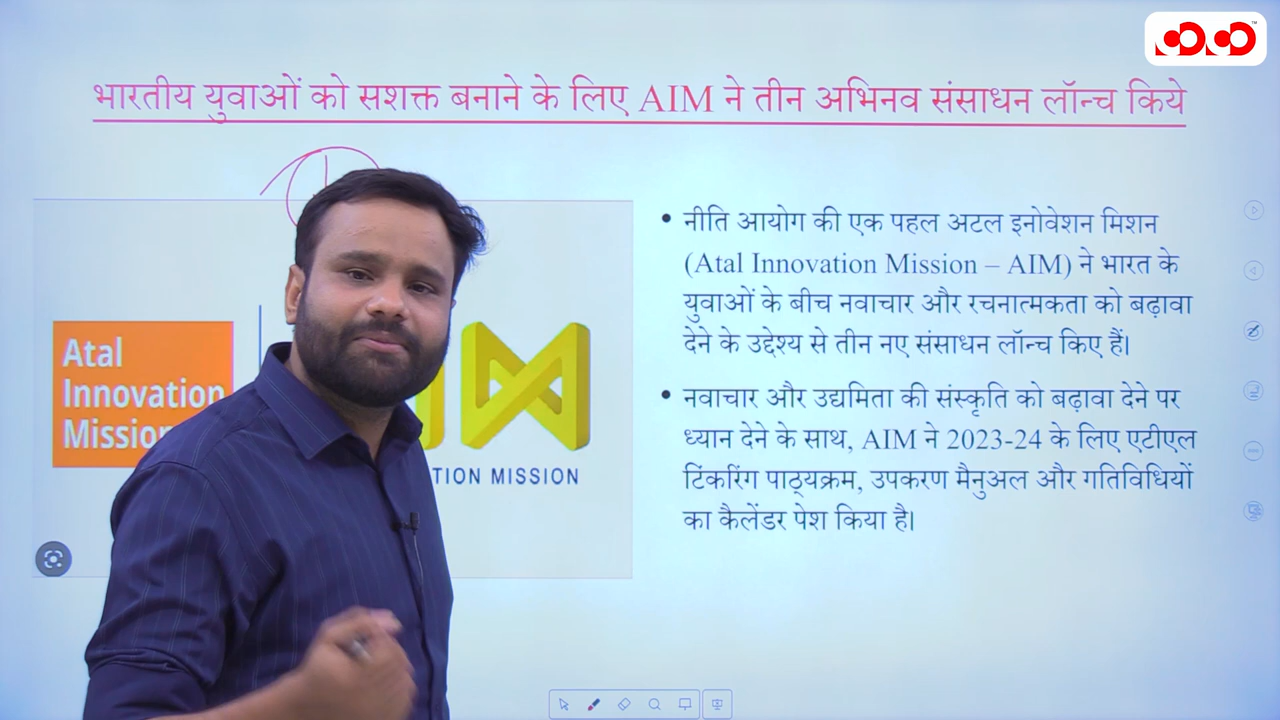 भारतीय युवाओं को सशक्त बनाने के लिए AIM ने तीन अभिनव संसाधन लॉन्च किये
Atal
Innovation
Mission
TION MISSION
• नीति आयोग की एक पहल अटल इनोवेशन मिशन
(Atal Innovation Mission – AIM) ने भारत के
युवाओं के बीच नवाचार और रचनात्मकता को बढ़ावा
देने के उद्देश्य से तीन नए संसाधन लॉन्च किए हैं।
• नवाचार और उद्यमिता की संस्कृति को बढ़ावा देने पर
ध्यान देने के साथ, AIM ने 2023-24 के लिए एटीएल
टिंकरिंग पाठ्यक्रम, उपकरण मैनुअल और गतिविधियों
का कैलेंडर पेश किया है।